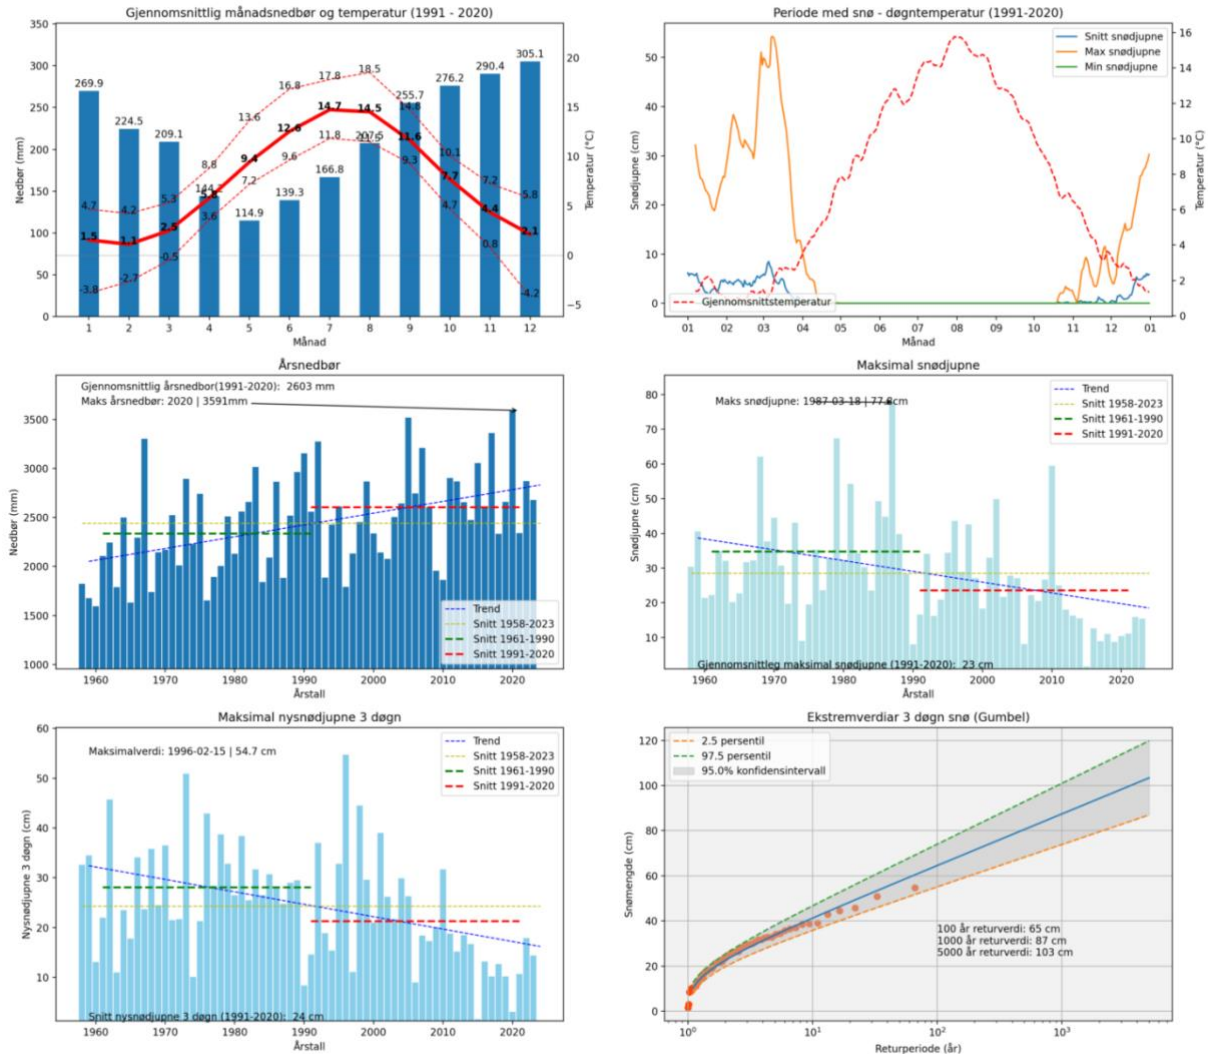 Gjennomsnittlig månadsnedbør og temperatur (1991 - 2020)
350
300
250
200
150
100
50
0
Nedbør (mm)
269.9
224.5
209.1
114.9
139.3
166.8
207.5
255.7
276.2
290.4
305.1
4.7
4.2
5.3
8.8
13.6
16.8
17.8
18.5
14.8
10.1
7.2
5.8
1.5
1.1
2.5
9.4
12.6
14.7
14.5
11.6
7.7
4.4
2.1
-3.8
-2.7
-0.5
3.6
7.2
9.6
11.8
9.3
4.7
0.8
-4.2
20
15
10
5
0
−5
Temperatur (°C)
1 2 3 4 5 6 7 8 9 10 11 12
Månad
Periode med snø - døgntemperatur (1991-2020)
50
40
30
20
10
0
Snødjupne (cm)
Snitt snødjupne
Max snødjupne
Min snødjupne
Gjennomsnittstemperatur
16
14
12
10
8
6
4
2
0
Temperatur (°C)
01 02 03 04 05 06 07 08 09 10 11 12 01
Månad
Årsnedbør
Gjennomsnittlig årsnedbor(1991-2020): 2603 mm
Maks årsnedbør: 2020 | 3591mm
3500
3000
2500
2000
1500
1000
Nedbør (mm)
Trend
Snitt 1958-2023
Snitt 1961-1990
Snitt 1991-2020
1960 1970 1980 1990 2000 2010 2020
Årstall
Maksimal snødjupne
Maks snødjupne: 1987-03-18 | 77.8cm
80
70
60
50
40
30
20
10
Snødjupne (cm)
Trend
Snitt 1958-2023
Snitt 1961-1990
Snitt 1991-2020
Gjennomsnittleg maksimal snødjupne (1991-2020): 23 cm
1960 1970 1980 1990 2000 2010 2020
Årstall
Maksimal nysnødjupne 3 døgn
Maksimalverdi: 1996-02-15 | 54.7 cm
60
50
40
30
20
10
Nysnødjupne 3 døgn (cm)
Trend
Snitt 1958-2023
Snitt 1961-1990
Snitt 1991-2020
Snitt nysnødjupne 3 døgn (1991-2020): 24 cm
1960 1970 1980 1990 2000 2010 2020
Årstall
Ekstremverdiar 3 døgn snø (Gumbel)
2.5 persentil
97.5 persentil
95.0% konfidensintervall
120
100
80
60
40
20
0
Snømengde (cm)
100 år returverdi: 65 cm
1000 år returverdi: 87 cm
5000 år returverdi: 103 cm
10⁰ 10¹ 10² 10³
Returperiode (år)